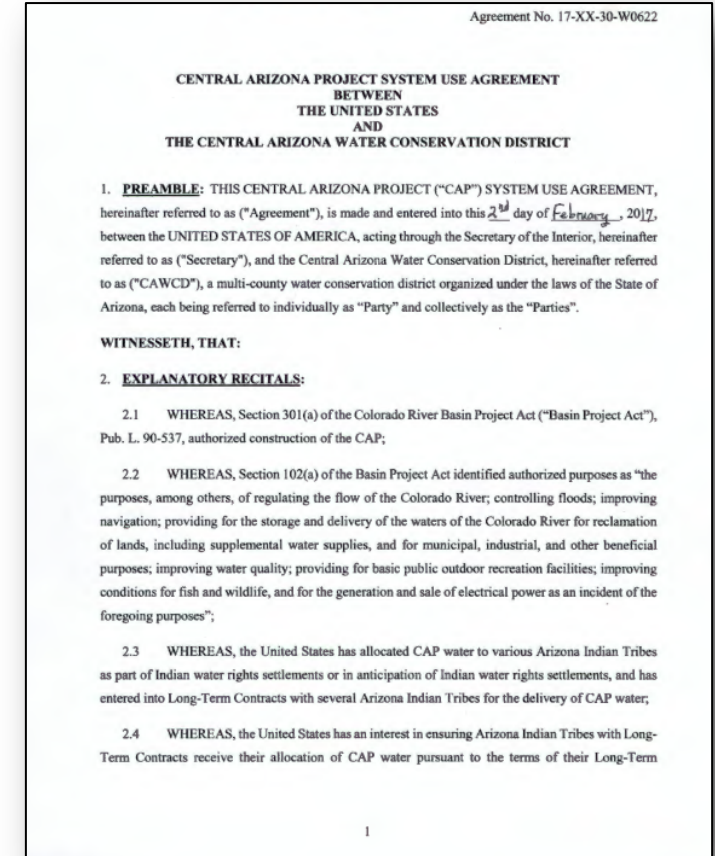 Agreement No. 17-XX-30-W0622
CENTRAL ARIZONA PROJECT SYSTEM USE AGREEMENT
BETWEEN
THE UNITED STATES
AND
THE CENTRAL ARIZONA WATER CONSERVATION DISTRICT
1. PREAMBLE: THIS CENTRAL ARIZONA PROJECT (“CAP”) SYSTEM USE AGREEMENT,
hereinafter referred to as ("Agreement"), is made and entered into this 2nd day of February, 2017,
between the UNITED STATES OF AMERICA, acting through the Secretary of the Interior, hereinafter
referred to as ("Secretary"), and the Central Arizona Water Conservation District, hereinafter referred
to as ("CAWCD"), a multi-county water conservation district organized under the laws of the State of
Arizona, each being referred to individually as “Party” and collectively as the “Parties”.
WITNESSETH, THAT:
2. EXPLANATORY RECITALS:
2.1 WHEREAS, Section 301(a) of the Colorado River Basin Project Act (“Basin Project Act”),
Pub. L. 90-537, authorized construction of the CAP;
2.2 WHEREAS, Section 102(a) of the Basin Project Act identified authorized purposes as “the
purposes, among others, of regulating the flow of the Colorado River; controlling floods; improving
navigation; providing for the storage and delivery of the waters of the Colorado River for reclamation
of lands, including supplemental water supplies, and for municipal, industrial, and other beneficial
purposes; improving water quality; providing for basic public outdoor recreation facilities; improving
conditions for fish and wildlife, and for the generation and sale of electrical power as an incident of the
foregoing purposes”;
2.3 WHEREAS, the United States has allocated CAP water to various Arizona Indian Tribes
as part of Indian water rights settlements or in anticipation of Indian water rights settlements, and has
entered into Long-Term Contracts with several Arizona Indian Tribes for the delivery of CAP water;
2.4 WHEREAS, the United States has an interest in ensuring Arizona Indian Tribes with Long-
Term Contracts receive their allocation of CAP water pursuant to the terms of their Long-Term
1